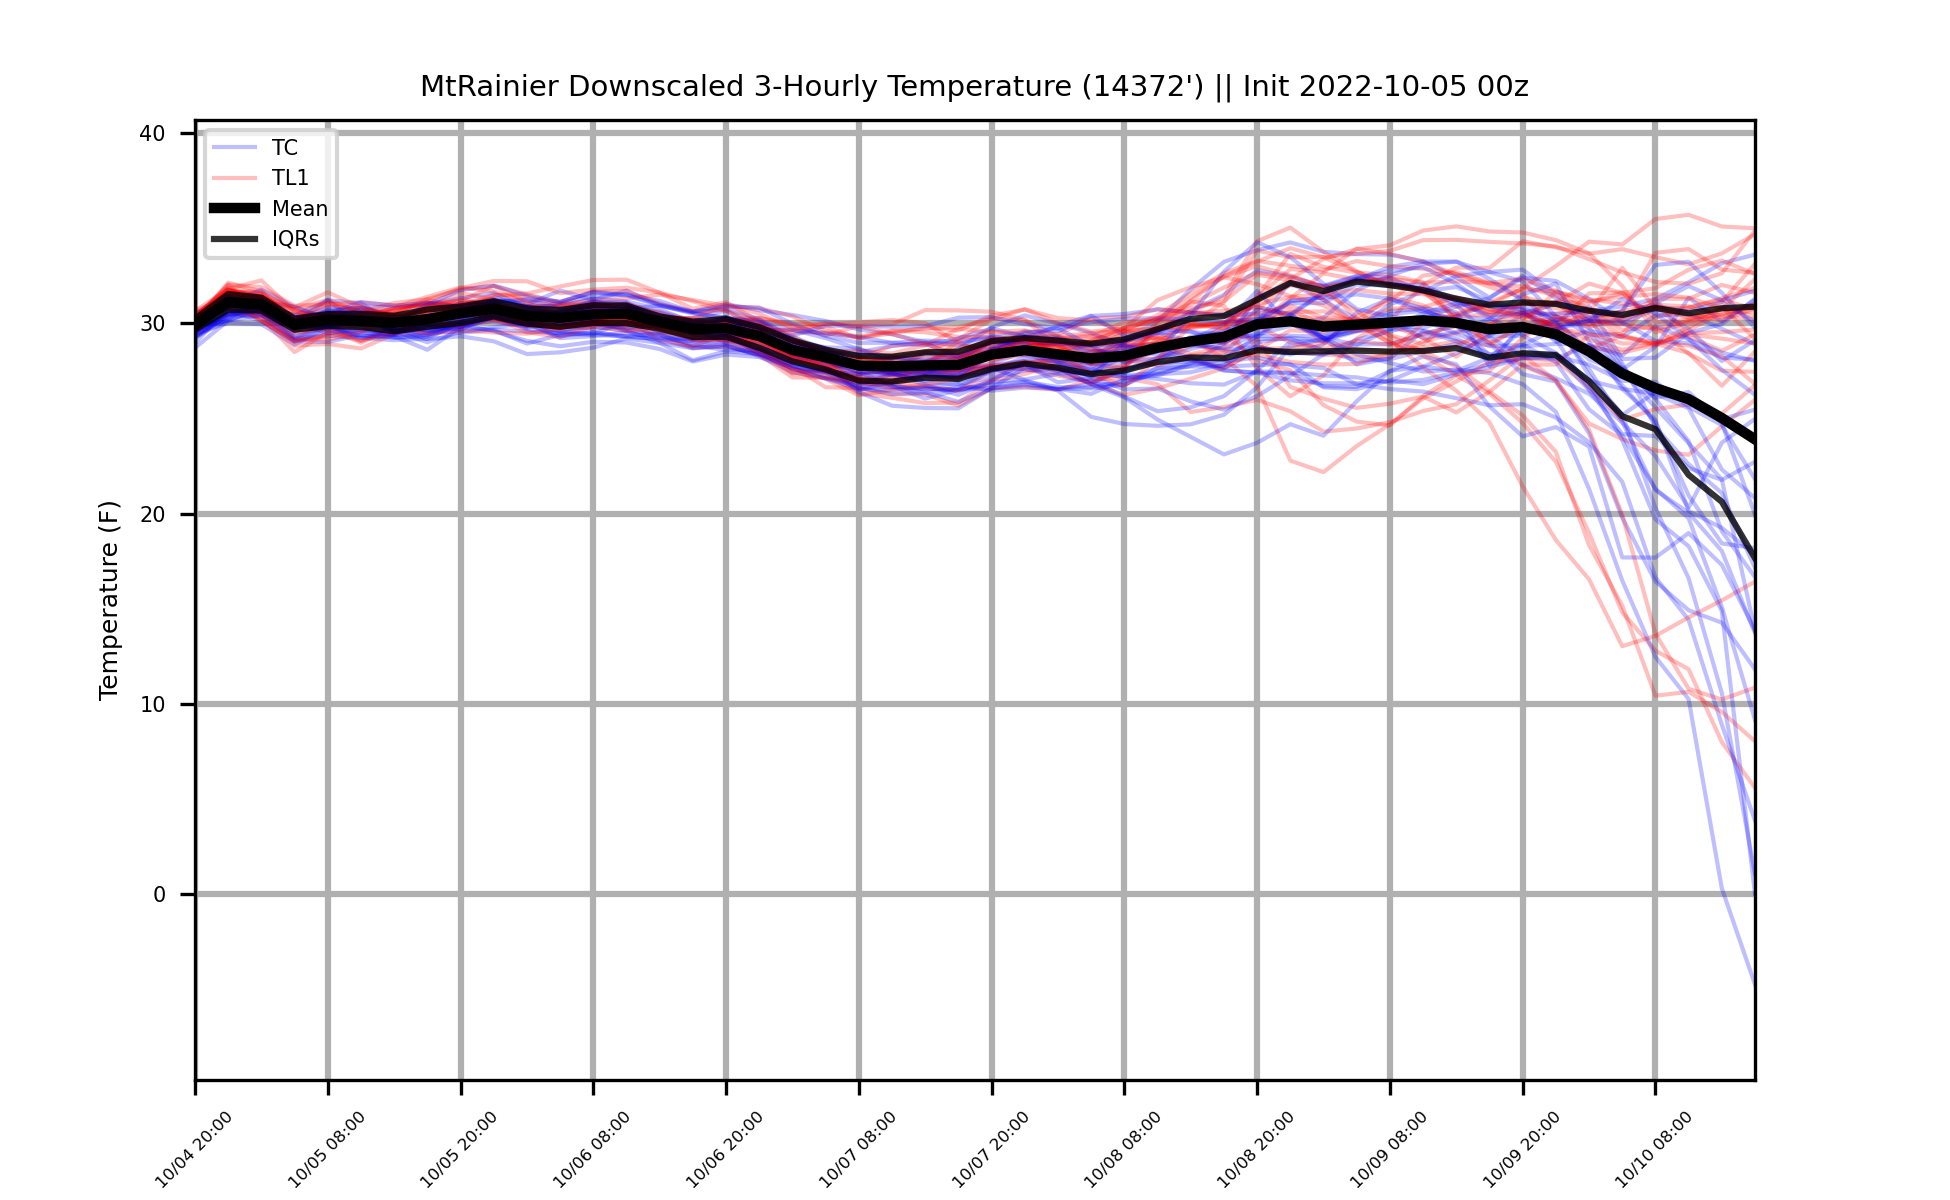 MtRainier Downscaled 3-Hourly Temperature (14372') || Init 2022-10-05 00z
TC
TL1
Mean
IQRs
Temperature (F)
40
30
20
10
0
10/04 20:00
10/05 08:00
10/05 20:00
10/06 08:00
10/06 20:00
10/07 08:00
10/07 20:00
10/08 08:00
10/08 20:00
10/09 08:00
10/09 20:00
10/10 08:00